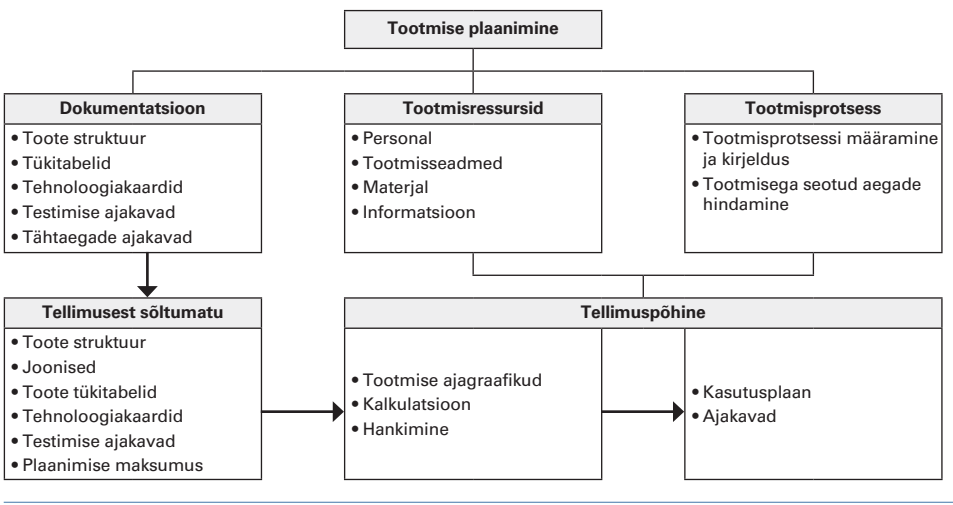 Tootmise plaanimine
Dokumentatsioon
• Toote struktuur
• Tükitabelid
• Tehnoloogiakaardid
• Testimise ajakavad
• Tähtaegade ajakavad
Tootmisressursid
• Personal
• Tootmisseadmed
• Materjal
• Informatsioon
Tootmisprotsess
• Tootmisprotsessi määramine
ja kirjeldus
• Tootmisega seotud aegade
hindamine
Tellimusest sõltumatu
• Toote struktuur
• Joonised
• Toote tükitabelid
• Tehnoloogiakaardid
• Testimise ajakavad
• Plaanimise maksumus
Tellimuspõhine
• Tootmise ajagraafikud
• Kalkulatsioon
• Hankimine
• Kasutusplaan
• Ajakavad